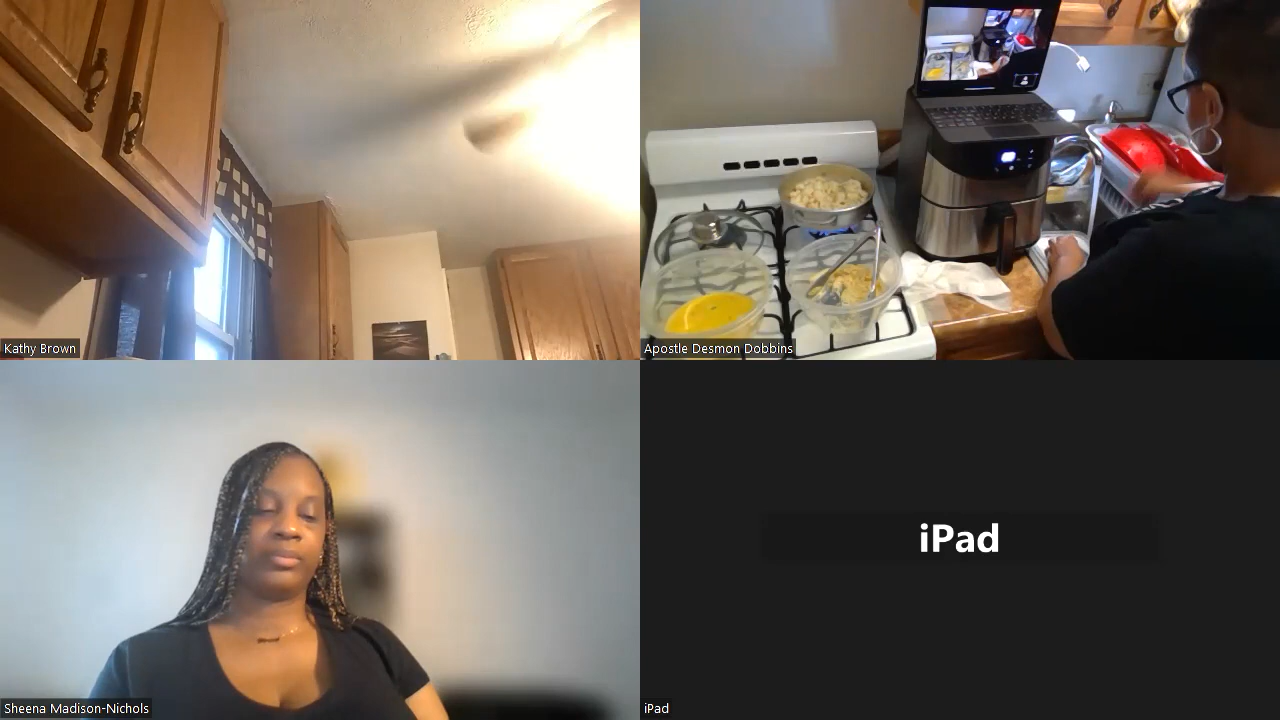 Kathy Brown
Apostle Desmon Dobbins
iPad
Sheena Madison-Nichols
iPad